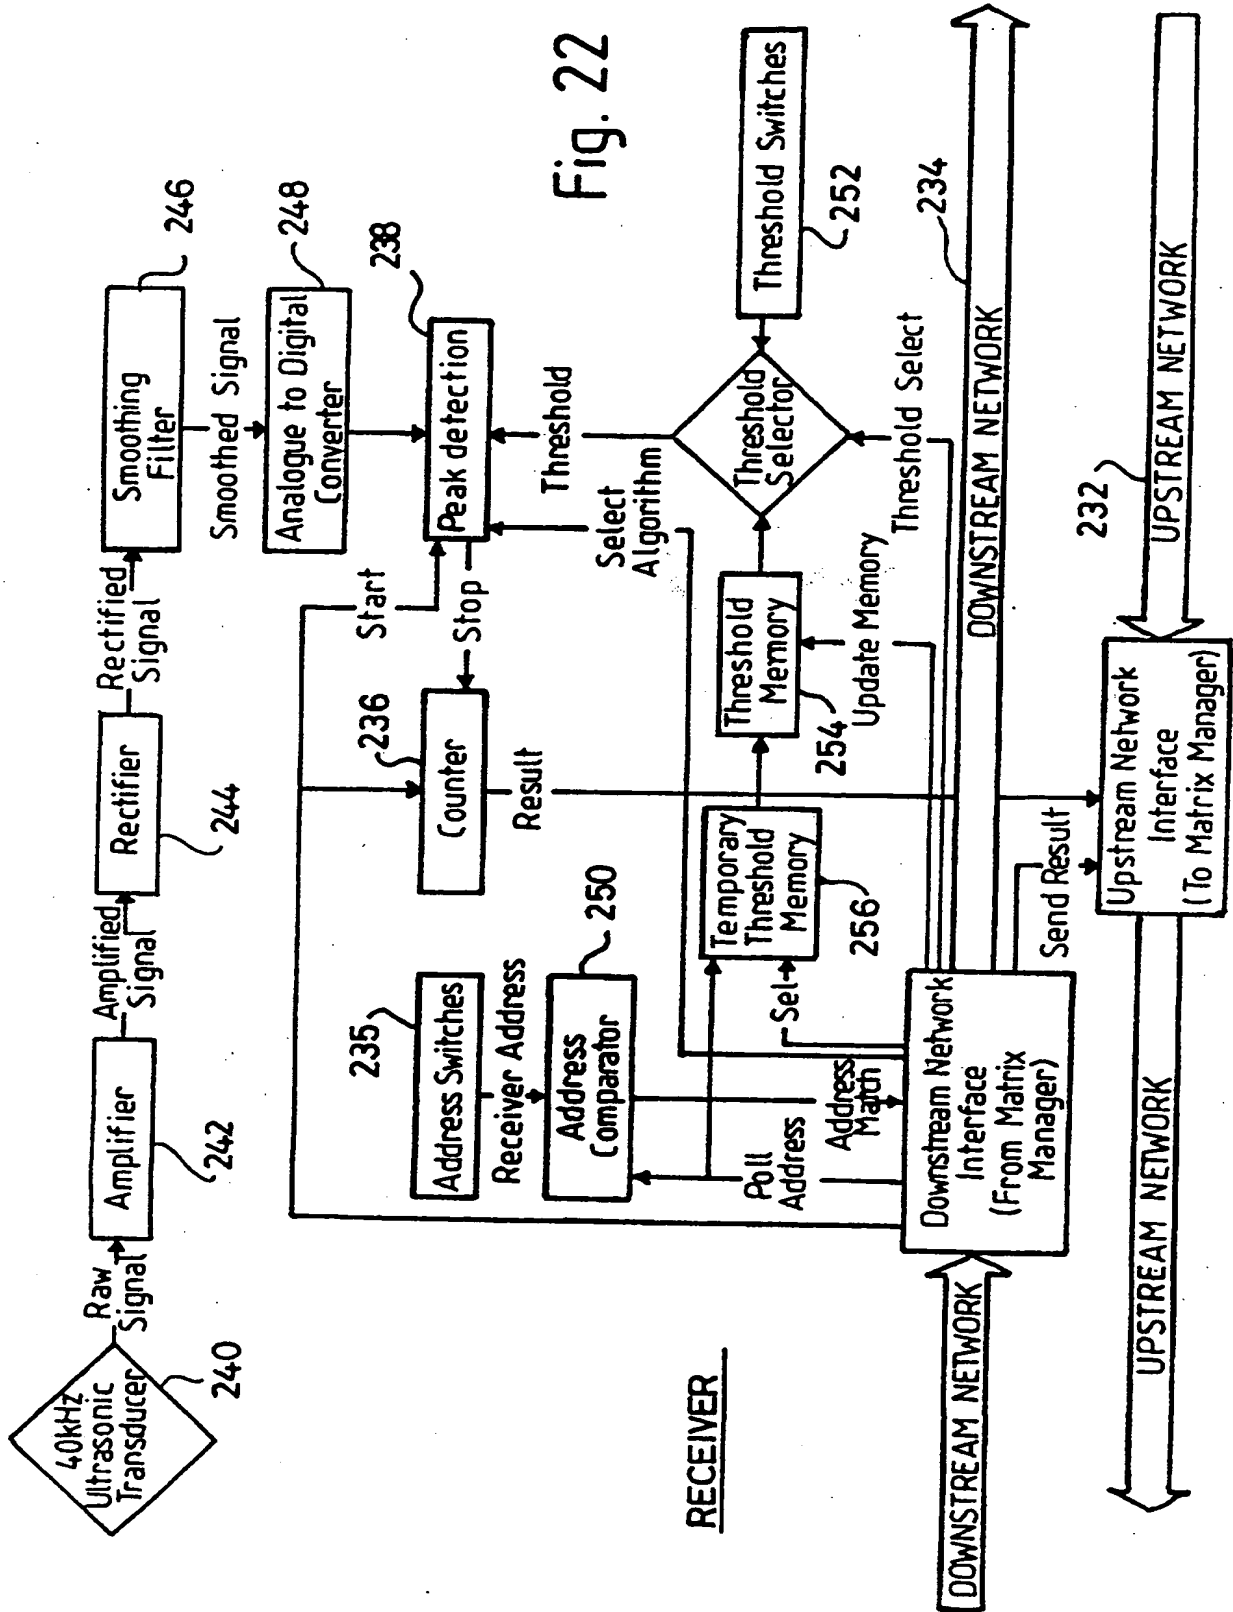 40kHz
Ultrasonic
Transducer
240
Raw
Signal
Amplifier
242
Amplified
Signal
Rectifier
244
Rectified
Signal
Smoothing
Filter
246
Smoothed Signal
Analogue to Digital
Converter
248
Start
Peak detection
238
Stop
Counter
236
Result
Fig. 22
Address Switches
235
Receiver Address
Address
Comparator
250
Select
Algorithm
Threshold
Threshold
Selector
Threshold Switches
252
Temporary
Threshold
Memory
256
Threshold
Memory
254
Update Memory
Threshold Select
Sel
Poll
Address
Address
Match
RECEIVER
DOWNSTREAM NETWORK
Downstream Network
Interface
(From Matrix
Manager)
DOWNSTREAM NETWORK
234
Send Result
UPSTREAM NETWORK
Upstream Network
Interface
(To Matrix Manager)
UPSTREAM NETWORK
232